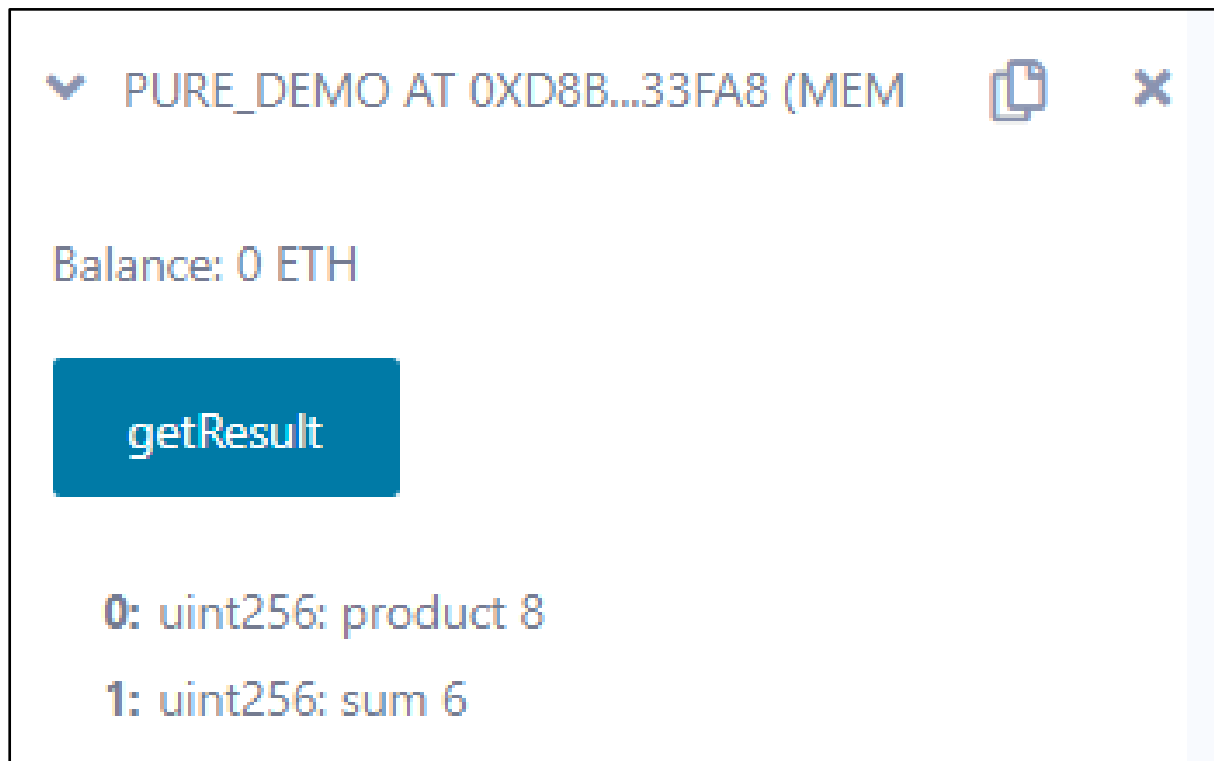 PURE_DEMO AT 0XD8B...33FA8 (MEM
Balance: 0 ETH
getResult
0: uint256: product 8
1: uint256: sum 6